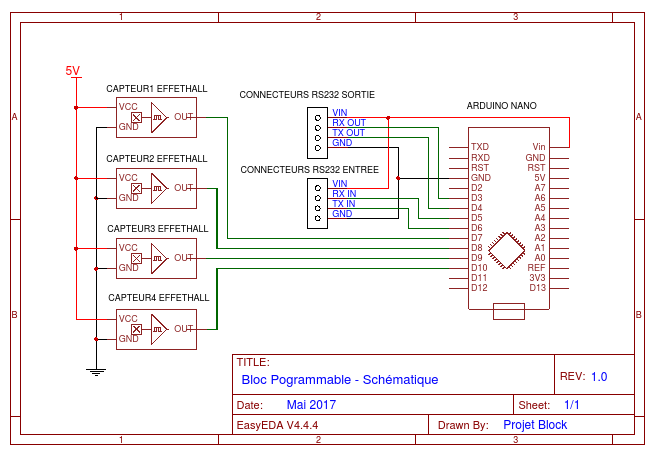 1 2 3
A A
B B
1 2 3
5V
CAPTEUR1 EFFETHALL
VCC
GND
OUT
CAPTEUR2 EFFETHALL
VCC
GND
OUT
CAPTEUR3 EFFETHALL
VCC
GND
OUT
CAPTEUR4 EFFETHALL
VCC
GND
OUT
CONNECTEURS RS232 SORTIE
VIN
RX OUT
TX OUT
GND
CONNECTEURS RS232 ENTREE
VIN
RX IN
TX IN
GND
ARDUINO NANO
TXD Vin
RXD GND
RST RST
GND 5V
D2 A7
D3 A6
D4 A5
D5 A4
D6 A3
D7 A2
D8 A1
D9 A0
D10 REF
D11 3V3
D12 D13
TITLE:
Bloc Pogrammable - Schématique
REV: 1.0
Date: Mai 2017
Sheet: 1/1
EasyEDA V4.4.4
Drawn By: Projet Block